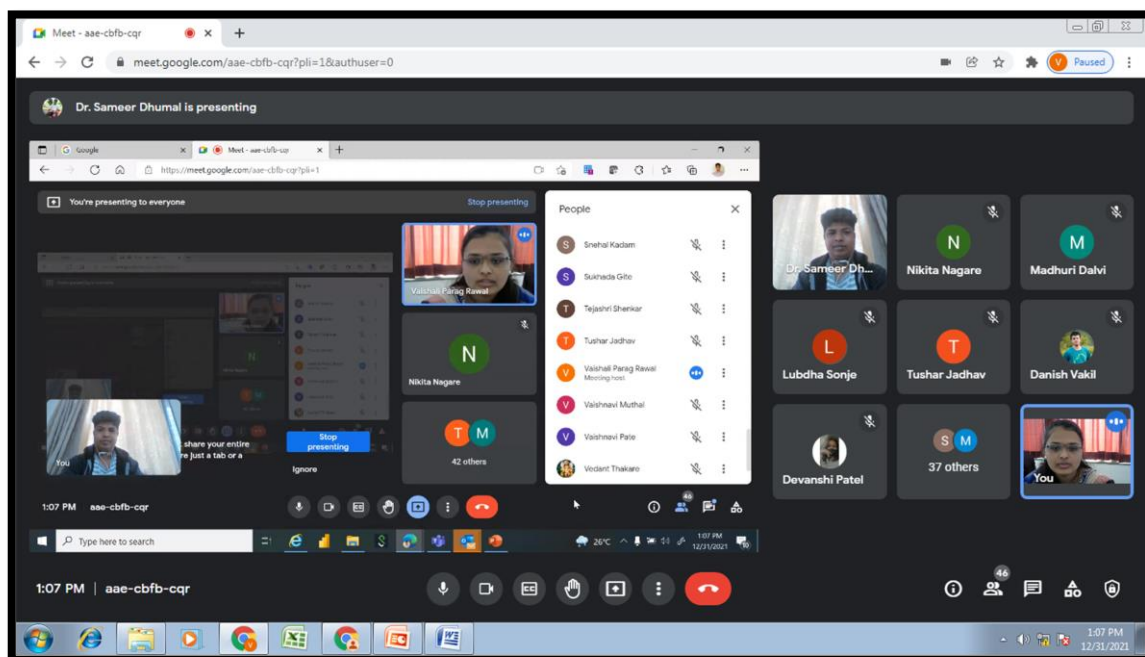 Meet - aae-cbfb-cqr
meet.google.com/aae-cbfb-cqr?pli=1&authuser=0
V Paused
Dr. Sameer Dhumal is presenting
Google
Meet - aae-cbfb-cqr
https://meet.google.com/aae-cbfb-cqr?pli=1
You're presenting to everyone
Stop presenting
Vaishali Parag Rawal
N
Nikita Nagare
T M
42 others
You
share your entire
re just a tab or a
Stop
presenting
Ignore
People
S Snehal Kadam
S Sukhada Gite
T Tejashri Shenkar
T Tushar Jadhav
V Vaishali Parag Rawal
Meeting host
V Vaishnavi Muthal
V Vaishnavi Pate
Vedant Thakare
1:07 PM aae-cbfb-cqr
46
Type here to search
26°C
1:07 PM
12/31/2021
Dr. Sameer Dh...
N
Nikita Nagare
M
Madhuri Dalvi
L
Lubdha Sonje
T
Tushar Jadhav
Danish Vakil
Devanshi Patel
S M
37 others
You
1:07 PM | aae-cbfb-cqr
46
1:07 PM
12/31/2021